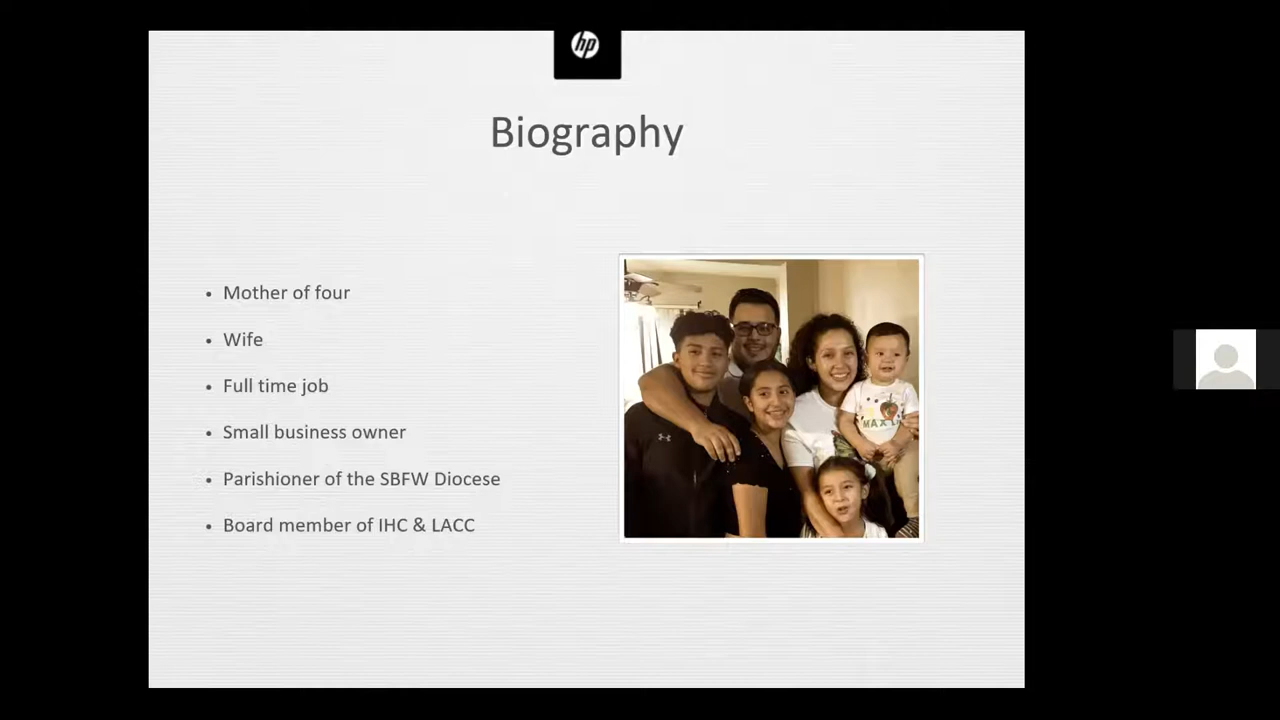 hp
Biography
• Mother of four
• Wife
• Full time job
• Small business owner
• Parishioner of the SBFW Diocese
• Board member of IHC & LACC
MAX